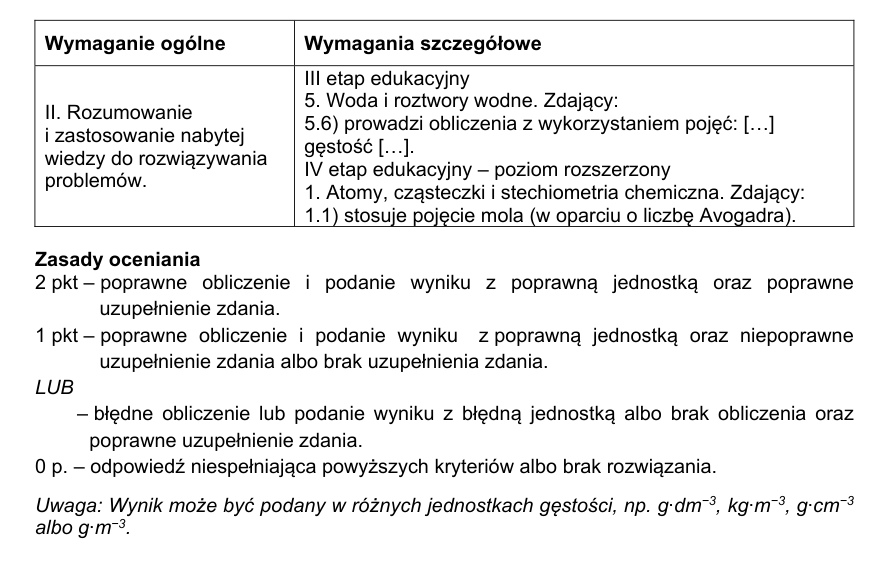 Wymaganie ogólne
Wymagania szczegółowe
II. Rozumowanie
i zastosowanie nabytej
wiedzy do rozwiązywania
problemów.
III etap edukacyjny
5. Woda i roztwory wodne. Zdający:
5.6) prowadzi obliczenia z wykorzystaniem pojęć: […]
gęstość […].
IV etap edukacyjny – poziom rozszerzony
1. Atomy, cząsteczki i stechiometria chemiczna. Zdający:
1.1) stosuje pojęcie mola (w oparciu o liczbę Avogadra).
Zasady oceniania
2 pkt – poprawne obliczenie i podanie wyniku z poprawną jednostką oraz poprawne
uzupełnienie zdania.
1 pkt – poprawne obliczenie i podanie wyniku z poprawną jednostką oraz niepoprawne
uzupełnienie zdania albo brak uzupełnienia zdania.
LUB
– błędne obliczenie lub podanie wyniku z błędną jednostką albo brak obliczenia oraz
poprawne uzupełnienie zdania.
0 p. – odpowiedź niespełniająca powyższych kryteriów albo brak rozwiązania.
Uwaga: Wynik może być podany w różnych jednostkach gęstości, np. g·dm⁻³, kg·m⁻³, g·cm⁻³
albo g·m⁻³.